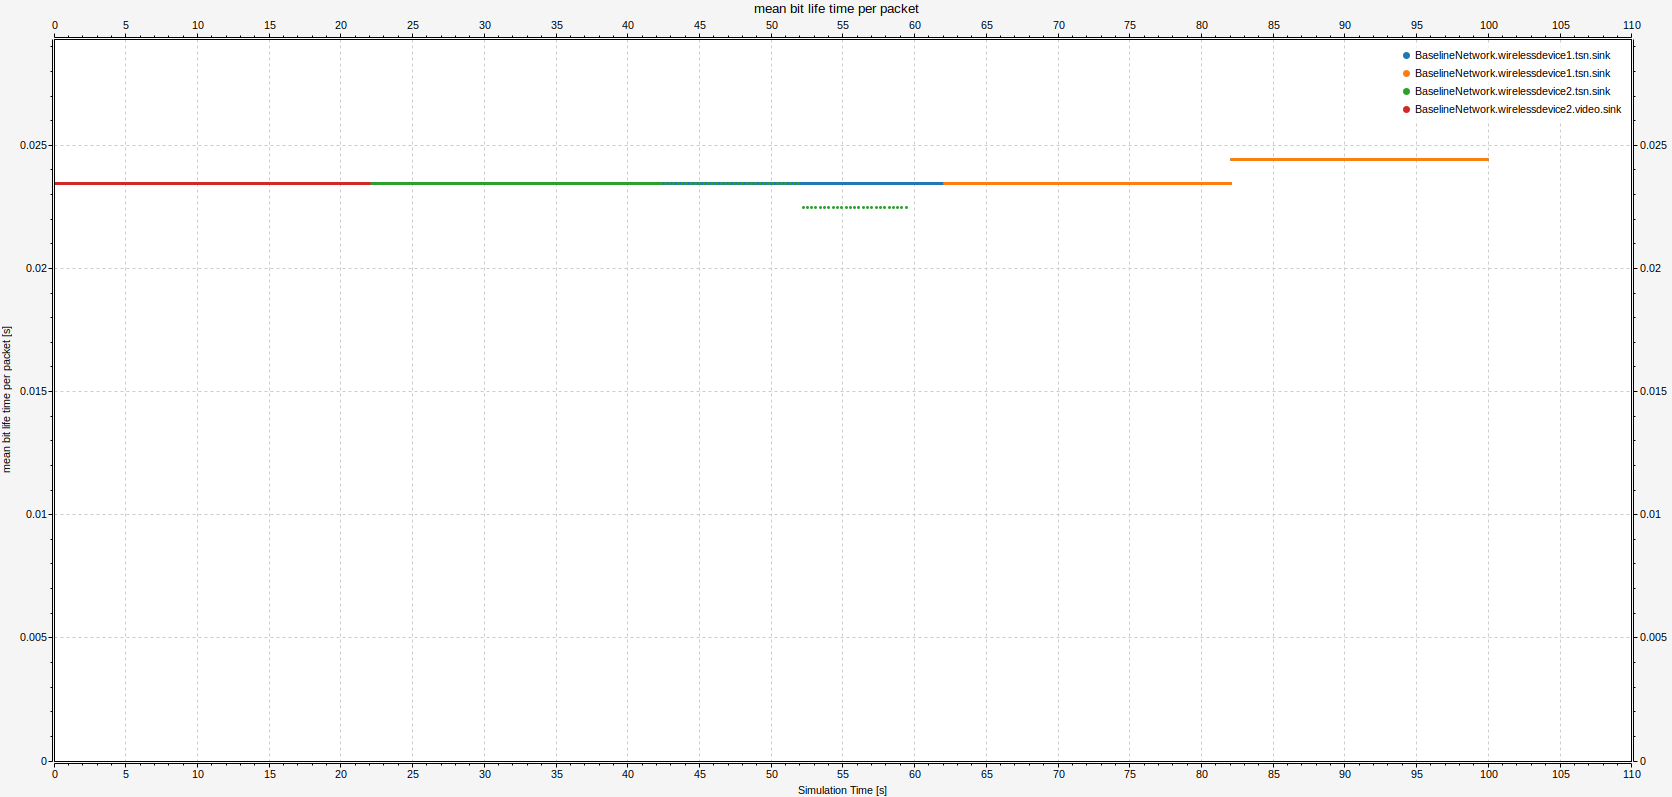 mean bit life time per packet
0 5 10 15 20 25 30 35 40 45 50 55 60 65 70 75 80 85 90 95 100 105 110
BaselineNetwork.wirelessdevice1.tsn.sink
BaselineNetwork.wirelessdevice1.tsn.sink
BaselineNetwork.wirelessdevice2.tsn.sink
BaselineNetwork.wirelessdevice2.video.sink
0.025 0.025
0.02 0.02
0.015 0.015
mean bit life time per packet [s]
0.01 0.01
0.005 0.005
0 0
0 5 10 15 20 25 30 35 40 45 50 55 60 65 70 75 80 85 90 95 100 105 110
Simulation Time [s]